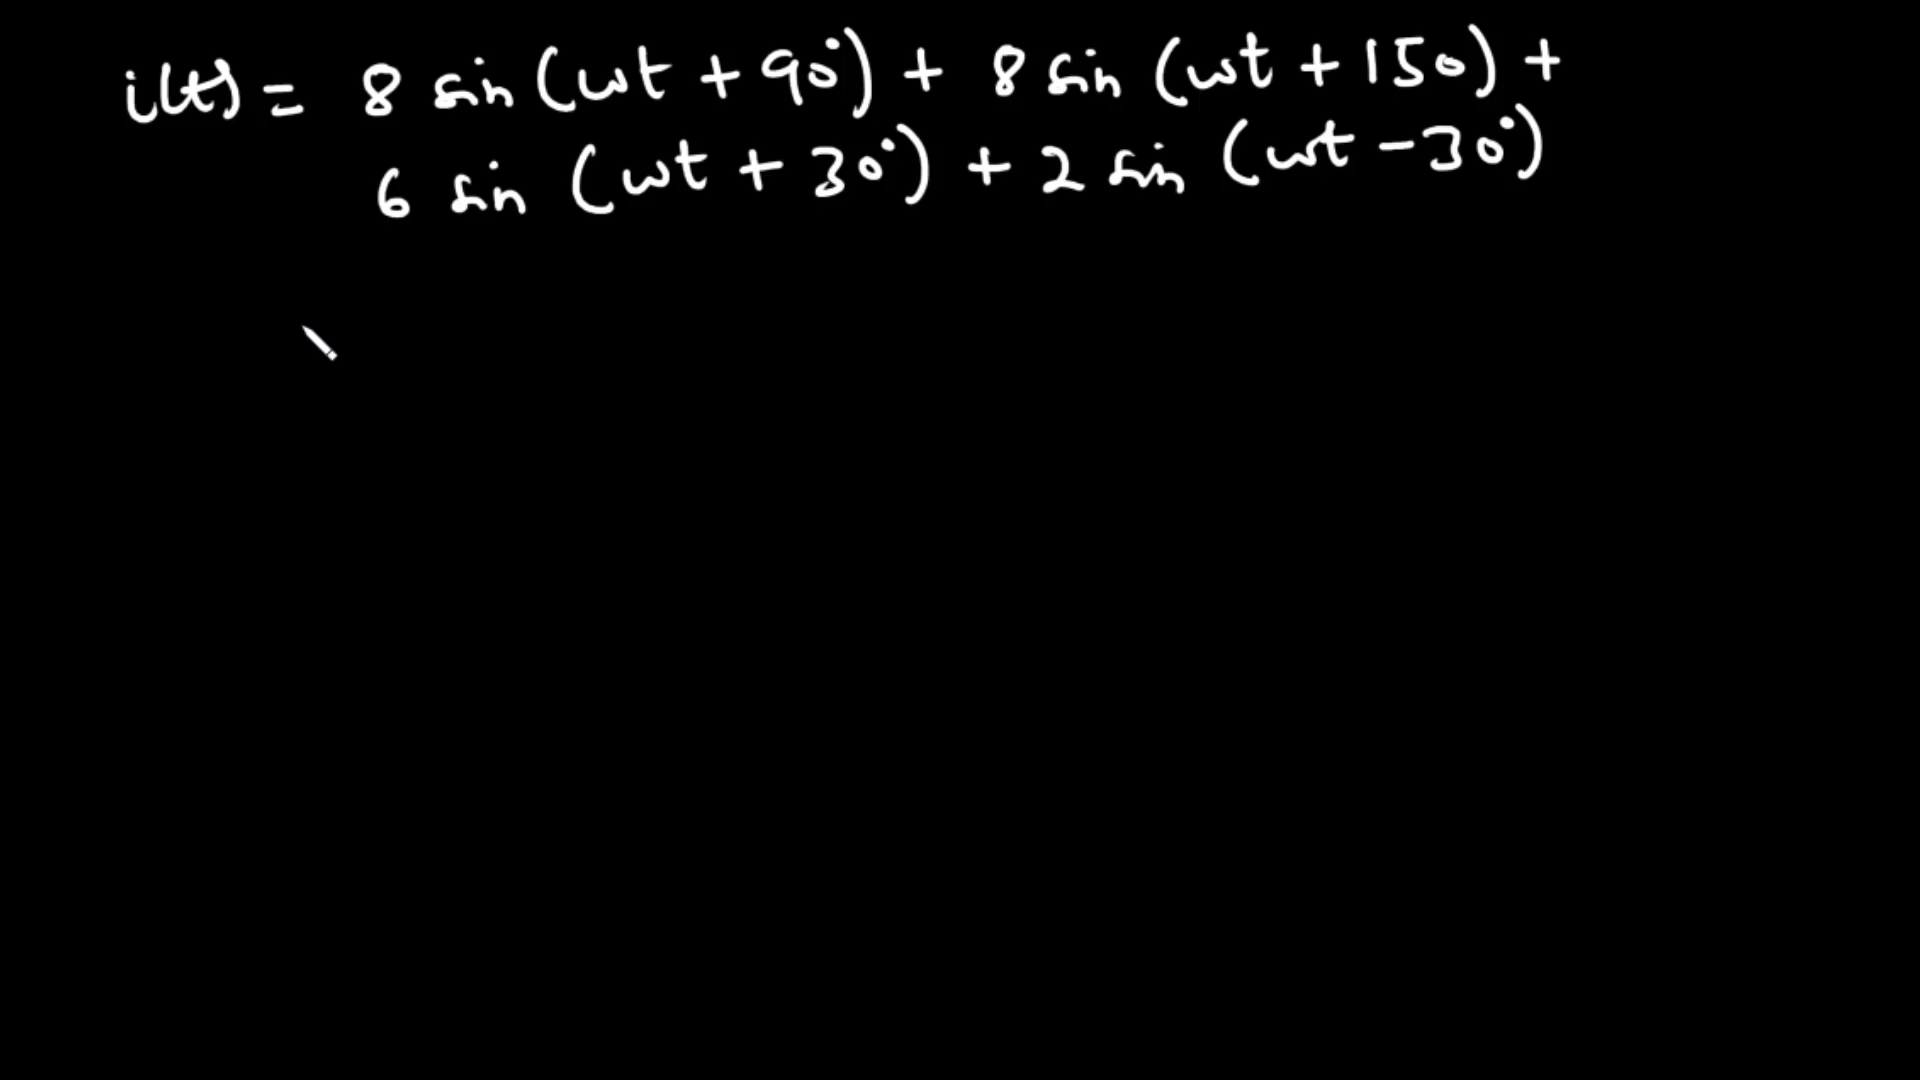 i(t) = 8 sin (wt + 90°) + 8 sin (wt + 150) +
6 sin (wt + 30°) + 2 sin (wt - 30°)